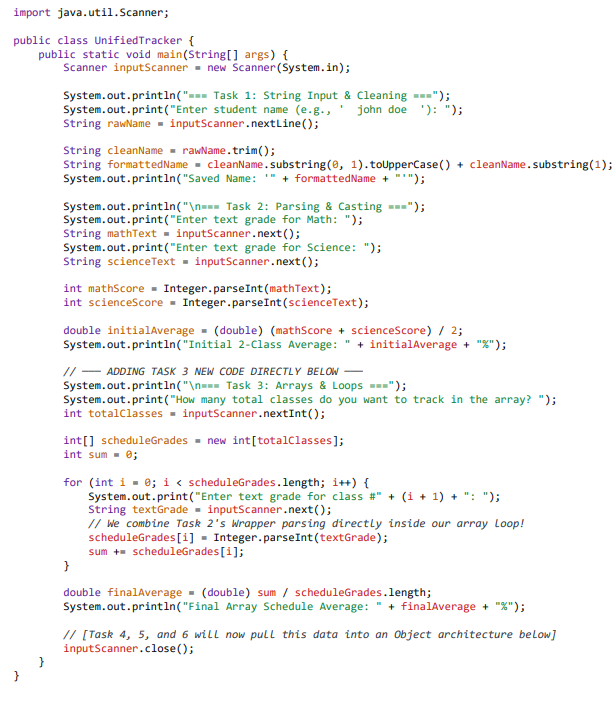 import java.util.Scanner;
public class UnifiedTracker {
public static void main(String[] args) {
Scanner inputScanner = new Scanner(System.in);
System.out.println("=== Task 1: String Input & Cleaning ===");
System.out.print("Enter student name (e.g., '  john doe  '): ");
String rawName = inputScanner.nextLine();
String cleanName = rawName.trim();
String formattedName = cleanName.substring(0, 1).toUpperCase() + cleanName.substring(1);
System.out.println("Saved Name: '" + formattedName + "'");
System.out.println("\n=== Task 2: Parsing & Casting ===");
System.out.print("Enter text grade for Math: ");
String mathText = inputScanner.next();
System.out.print("Enter text grade for Science: ");
String scienceText = inputScanner.next();
int mathScore = Integer.parseInt(mathText);
int scienceScore = Integer.parseInt(scienceText);
double initialAverage = (double) (mathScore + scienceScore) / 2;
System.out.println("Initial 2-Class Average: " + initialAverage + "%");
// —— ADDING TASK 3 NEW CODE DIRECTLY BELOW ——
System.out.println("\n=== Task 3: Arrays & Loops ===");
System.out.print("How many total classes do you want to track in the array? ");
int totalClasses = inputScanner.nextInt();
int[] scheduleGrades = new int[totalClasses];
int sum = 0;
for (int i = 0; i < scheduleGrades.length; i++) {
System.out.print("Enter text grade for class #" + (i + 1) + ": ");
String textGrade = inputScanner.next();
// We combine Task 2's Wrapper parsing directly inside our array loop!
scheduleGrades[i] = Integer.parseInt(textGrade);
sum += scheduleGrades[i];
}
double finalAverage = (double) sum / scheduleGrades.length;
System.out.println("Final Array Schedule Average: " + finalAverage + "%");
// [Task 4, 5, and 6 will now pull this data into an Object architecture below]
inputScanner.close();
}
}